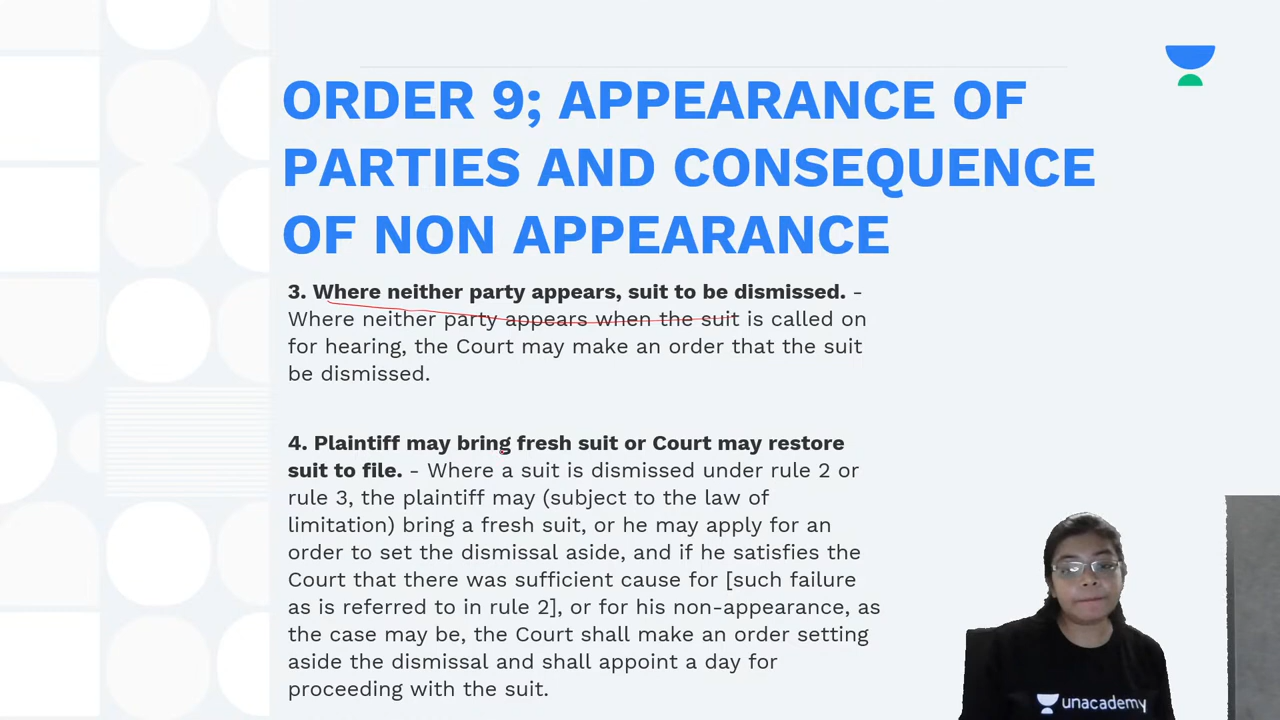 ORDER 9; APPEARANCE OF
PARTIES AND CONSEQUENCE
OF NON APPEARANCE
3. Where neither party appears, suit to be dismissed. -
Where neither party appears when the suit is called on
for hearing, the Court may make an order that the suit
be dismissed.
4. Plaintiff may bring fresh suit or Court may restore
suit to file. - Where a suit is dismissed under rule 2 or
rule 3, the plaintiff may (subject to the law of
limitation) bring a fresh suit, or he may apply for an
order to set the dismissal aside, and if he satisfies the
Court that there was sufficient cause for [such failure
as is referred to in rule 2], or for his non-appearance, as
the case may be, the Court shall make an order setting
aside the dismissal and shall appoint a day for
proceeding with the suit.
unacademy